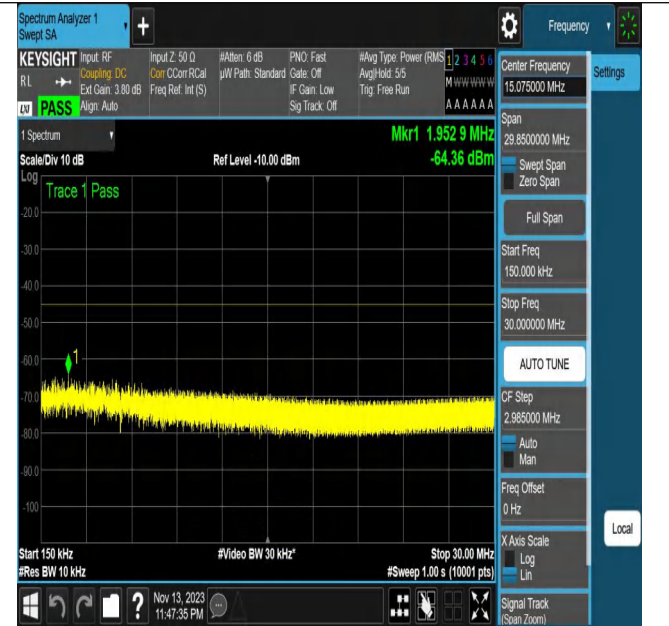 Spectrum Analyzer 1
Swept SA
+
Frequency
KEYSIGHT
RL
LXI
PASS
Input: RF
Coupling: DC
Ext Gain: 3.80 dB
Align: Auto
Input Z: 50 Ω
Corr CCorr RCal
Freq Ref: Int (S)
#Atten: 6 dB
µW Path: Standard
PNO: Fast
Gate: Off
IF Gain: Low
Sig Track: Off
#Avg Type: Power (RMS
Avg|Hold: 5/5
Trig: Free Run
1 2 3 4 5 6
M W W W W W
A A A A A A
1 Spectrum
Mkr1 1.952 9 MHz
Scale/Div 10 dB
Ref Level -10.00 dBm
-64.36 dBm
Log
Trace 1 Pass
-20.0
-30.0
-40.0
-50.0
1
-60.0
-70.0
-80.0
-90.0
-100
Start 150 kHz
#Video BW 30 kHz*
Stop 30.00 MHz
#Res BW 10 kHz
#Sweep 1.00 s (10001 pts)
?
Nov 13, 2023
11:47:35 PM
Center Frequency
15.075000 MHz
Settings
Span
29.8500000 MHz
Swept Span
Zero Span
Full Span
Start Freq
150.000 kHz
Stop Freq
30.000000 MHz
AUTO TUNE
CF Step
2.985000 MHz
Auto
Man
Freq Offset
0 Hz
Local
X Axis Scale
Log
Lin
Signal Track
(Span Zoom)